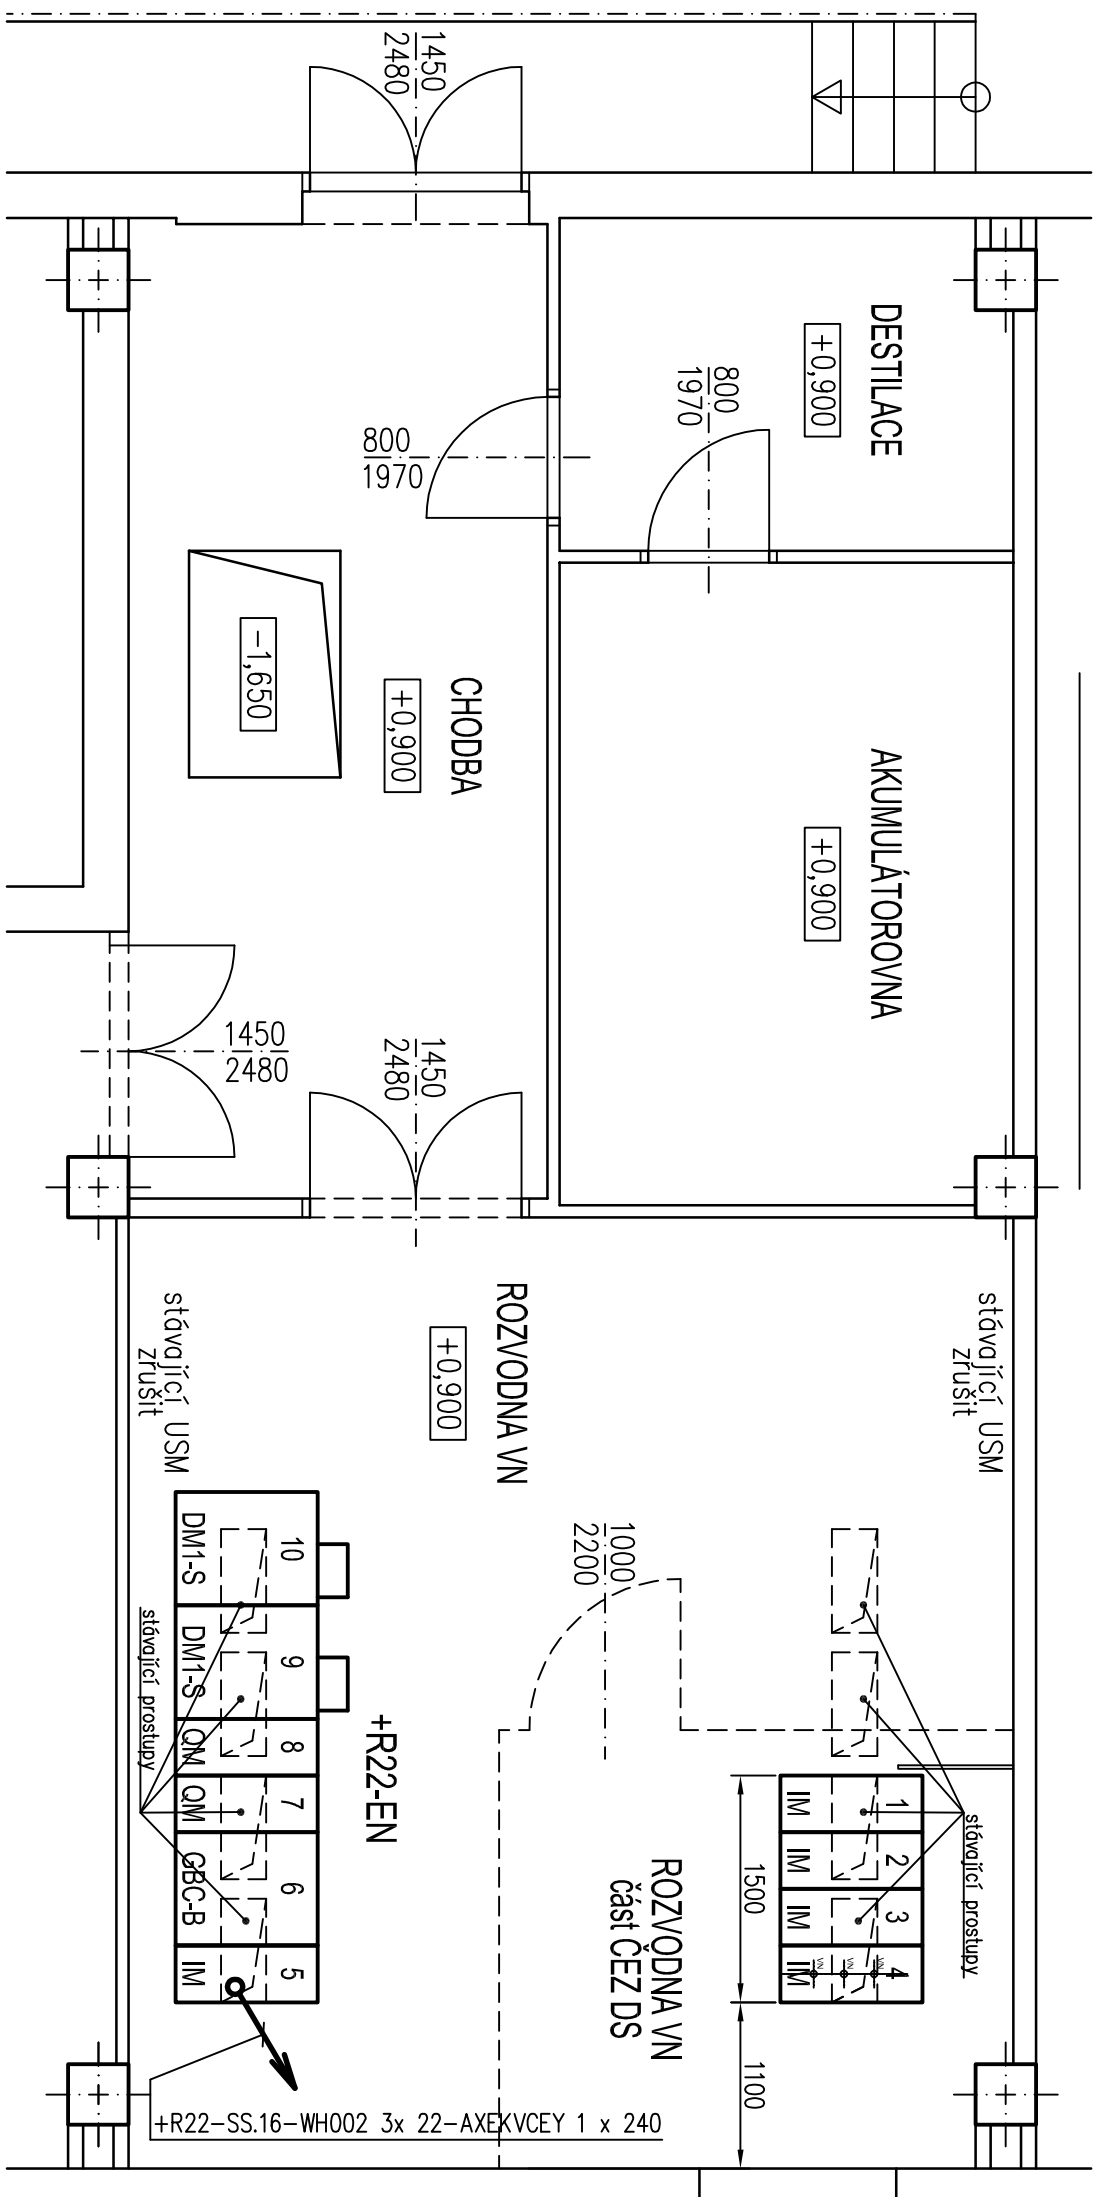 1450
2480
DESTILACE
+0,900
800
1970
800
1970
-1,650
CHODBA
+0,900
AKUMULÁTOROVNA
+0,900
1450
2480
1450
2480
ROZVODNA VN
+0,900
stávající USM
zrušit
stávající USM
zrušit
1000
2200
10
DM1-S
9
DM1-S
8
QM
7
QM
6
GBC-B
5
IM
stávající prostupy
+R22-EN
1
IM
2
IM
3
IM
4
IM
VN
VN
VN
stávající prostupy
1500
1100
ROZVODNA VN
část ČEZ DS
+R22-SS.16-WH002 3x 22-AXEKVCEY 1 x 240